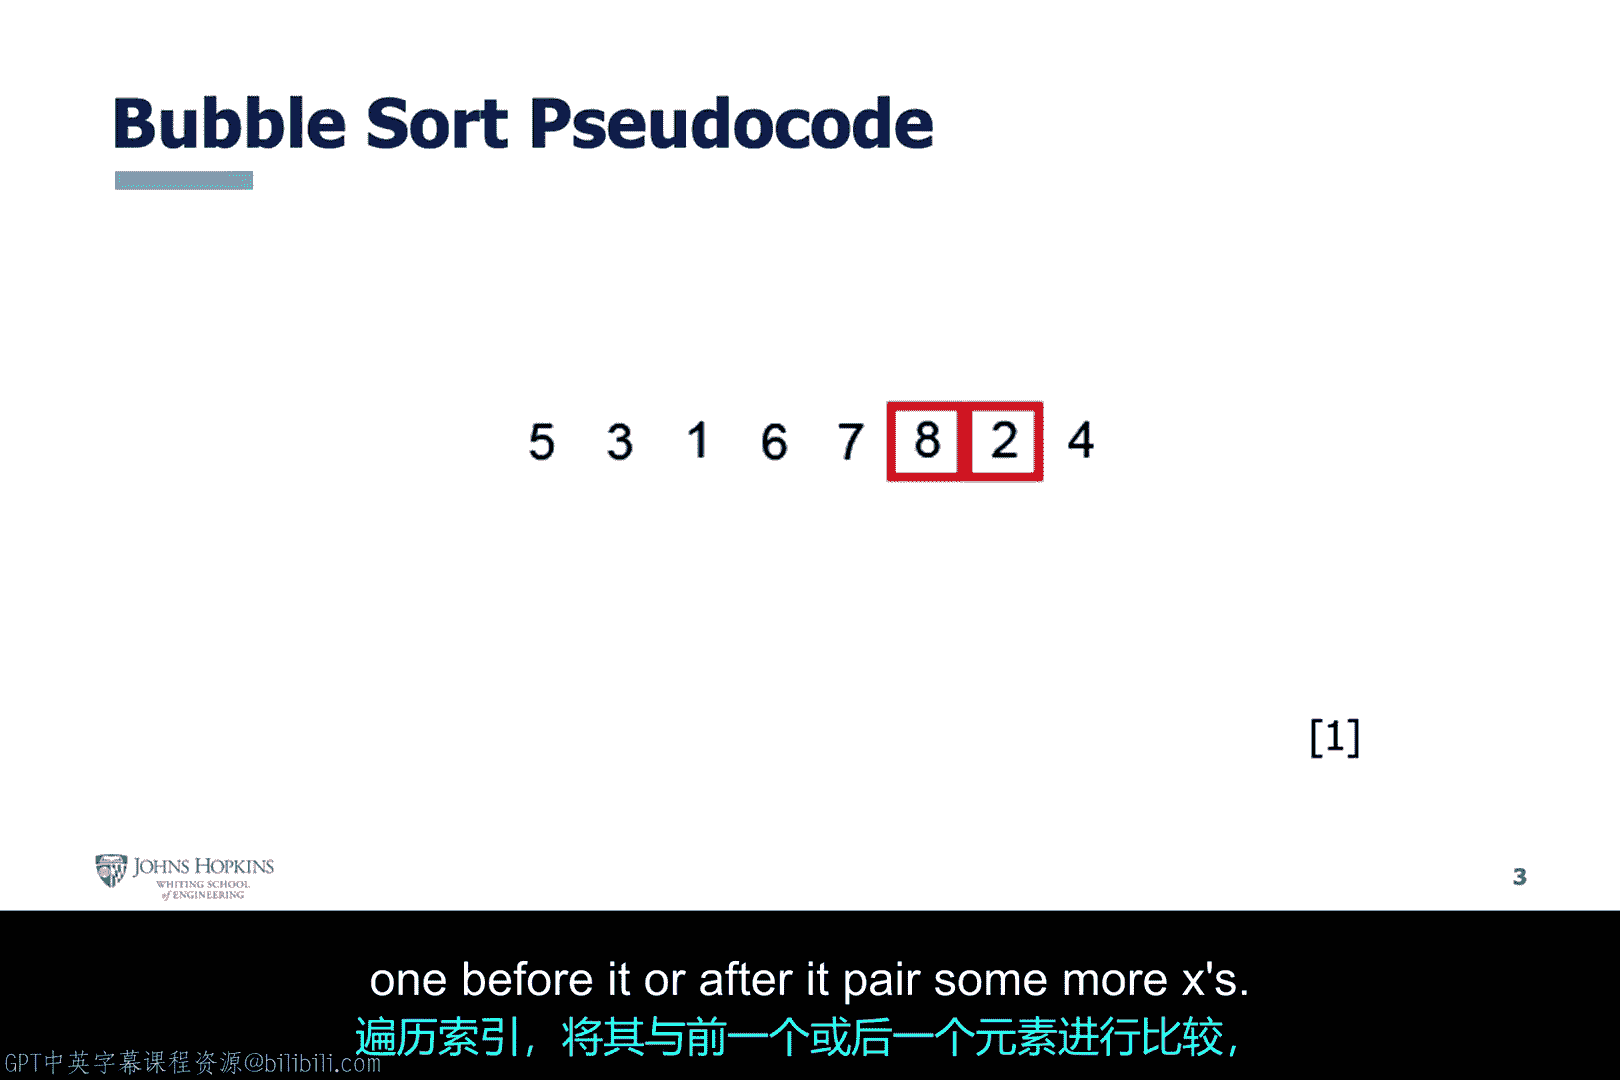 Bubble Sort Pseudocode
5 3 1 6 7 8 2 4
[1]
JOHNS HOPKINS
WHITING SCHOOL
of ENGINEERING
3
one before it or after it pair some more x's.
遍历索引，将其与前一个或后一个元素进行比较，
GPT中英字幕课程资源@bilibili.com